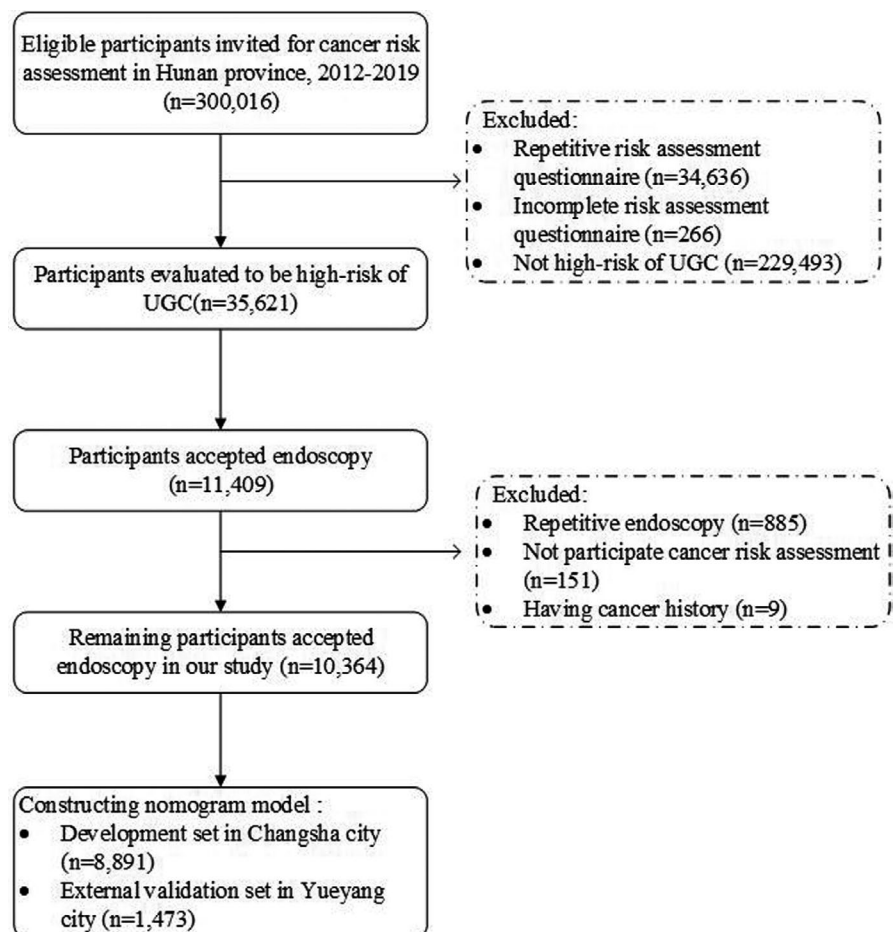 Eligible participants invited for cancer risk
assessment in Hunan province, 2012-2019
(n=300,016)
Excluded:
• Repetitive risk assessment
questionnaire (n=34,636)
• Incomplete risk assessment
questionnaire (n=266)
• Not high-risk of UGC (n=229,493)
Participants evaluated to be high-risk of
UGC(n=35,621)
Participants accepted endoscopy
(n=11,409)
Excluded:
• Repetitive endoscopy (n=885)
• Not participate cancer risk assessment
(n=151)
• Having cancer history (n=9)
Remaining participants accepted
endoscopy in our study (n=10,364)
Constructing nomogram model :
• Development set in Changsha city
(n=8,891)
• External validation set in Yueyang
city (n=1,473)